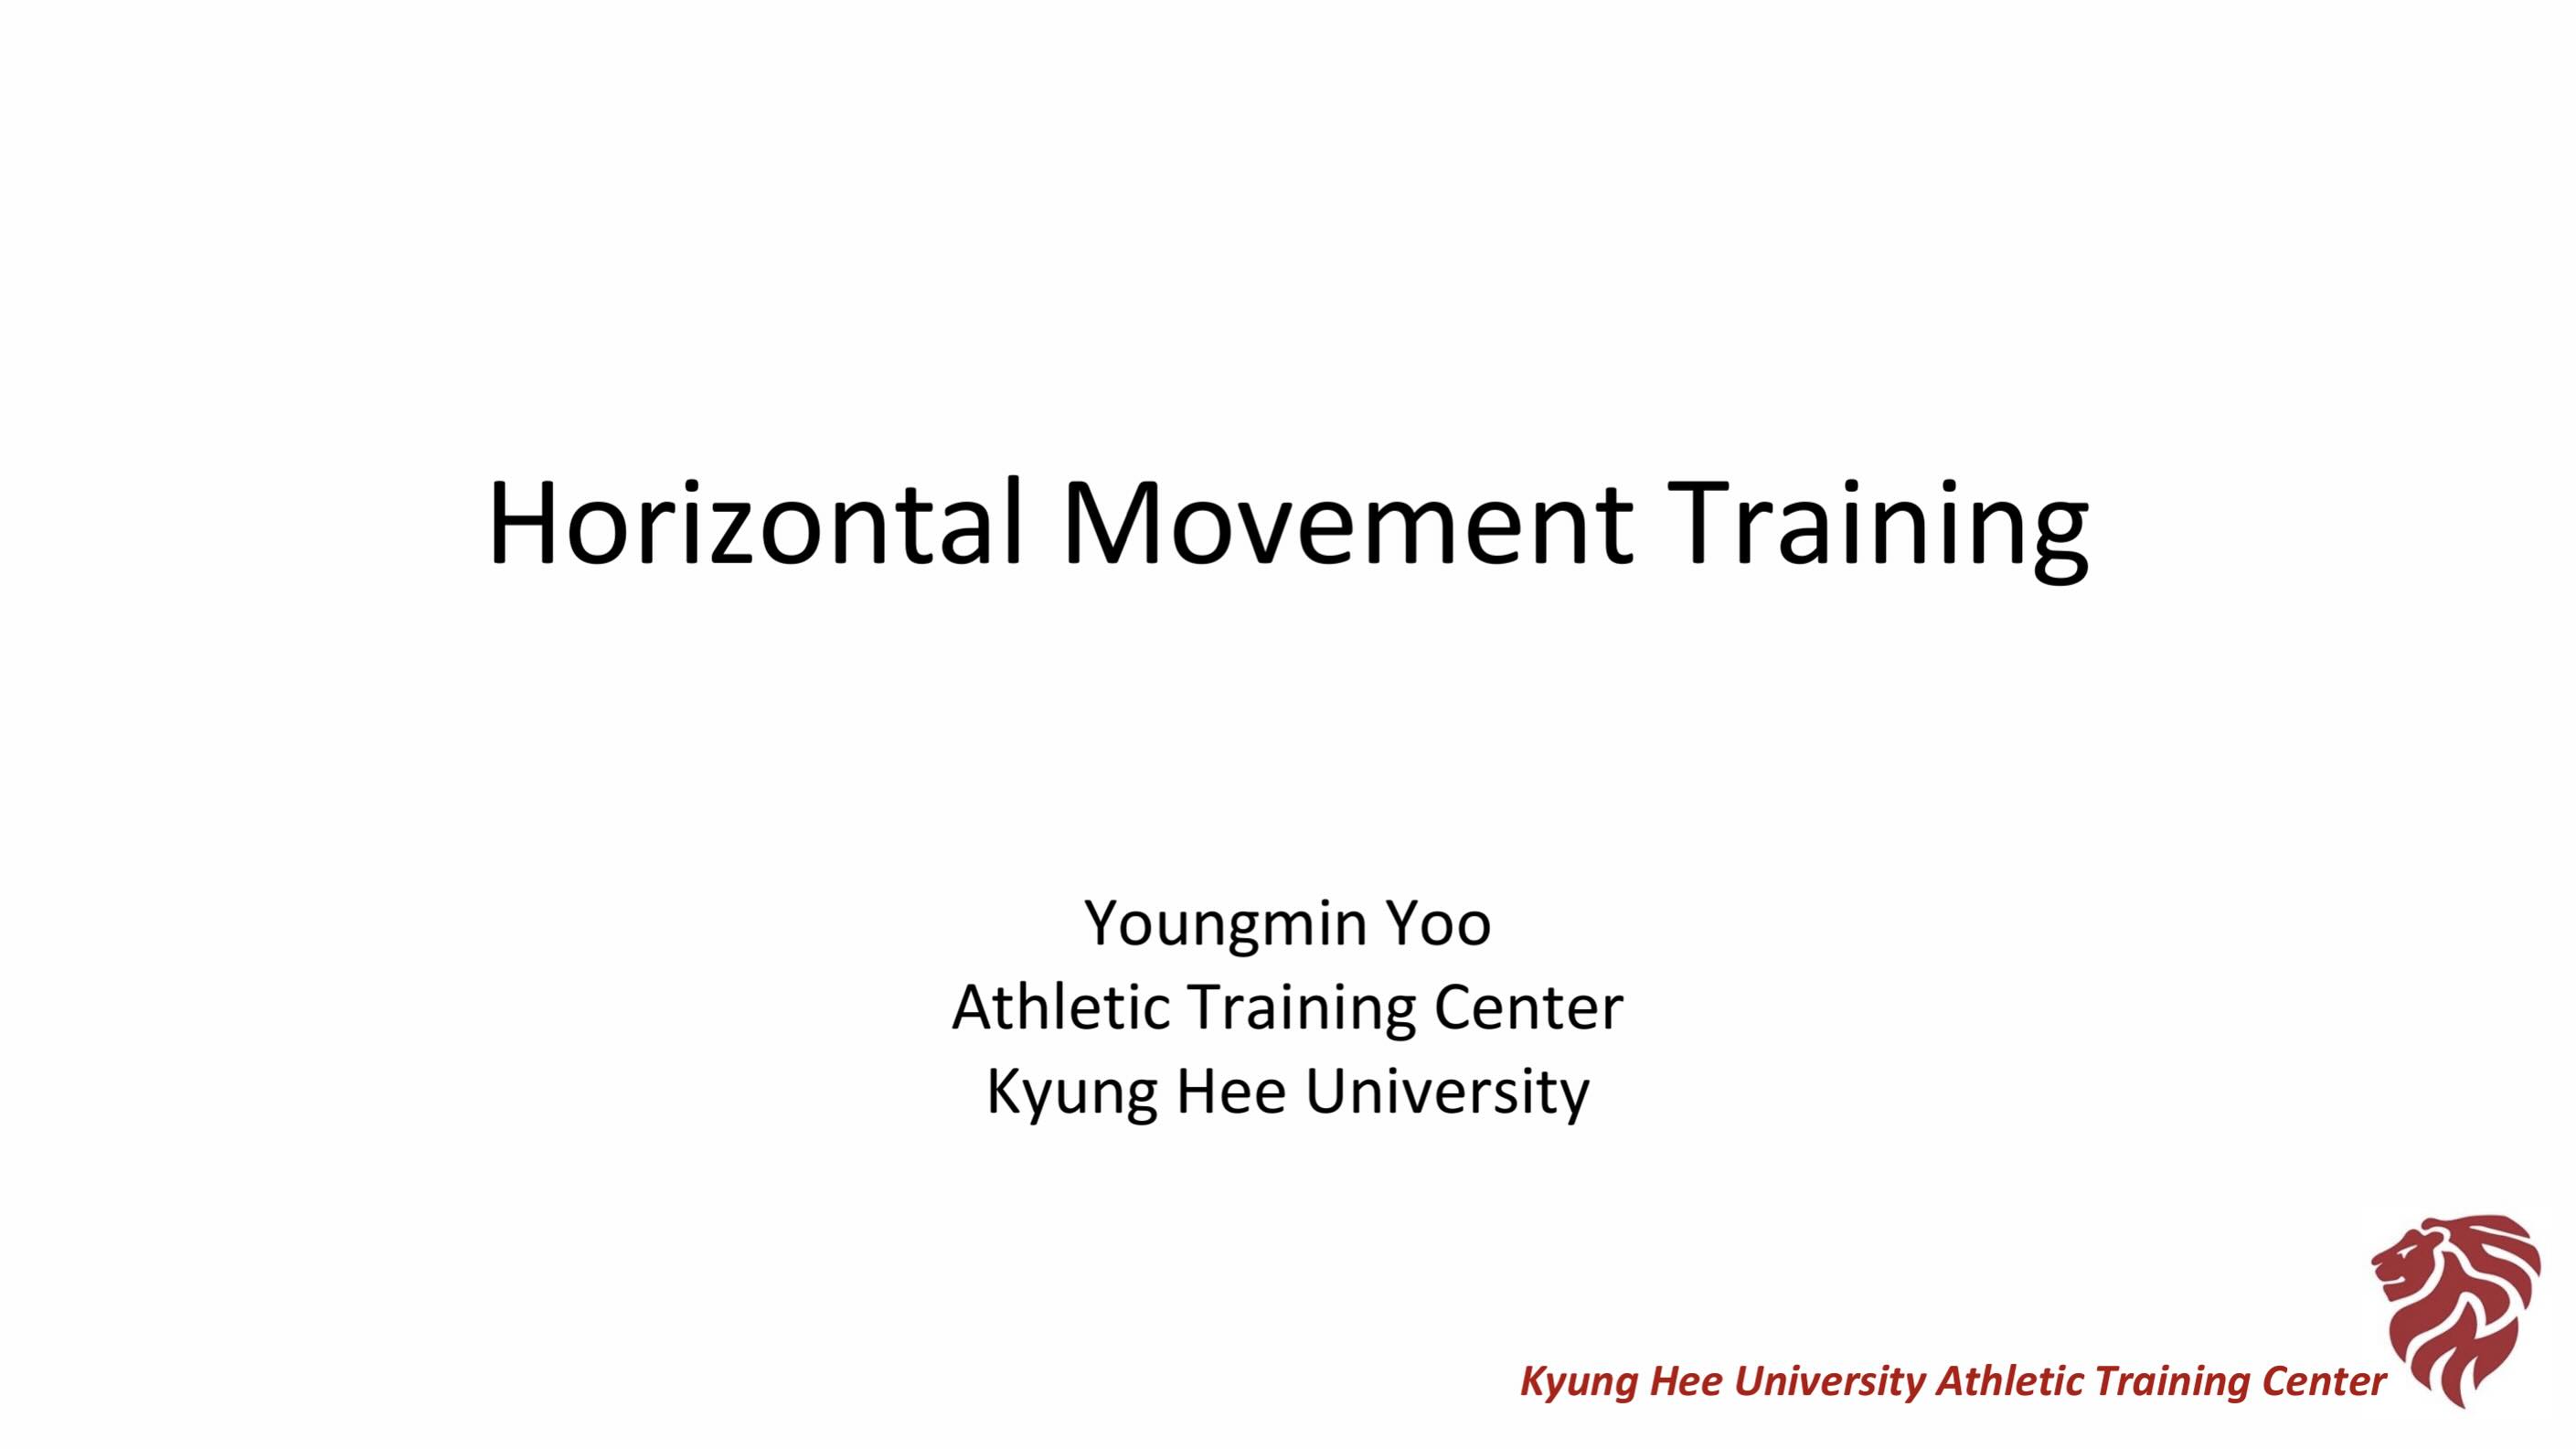 Horizontal Movement Training
Youngmin Yoo
Athletic Training Center
Kyung Hee University
Kyung Hee University Athletic Training Center